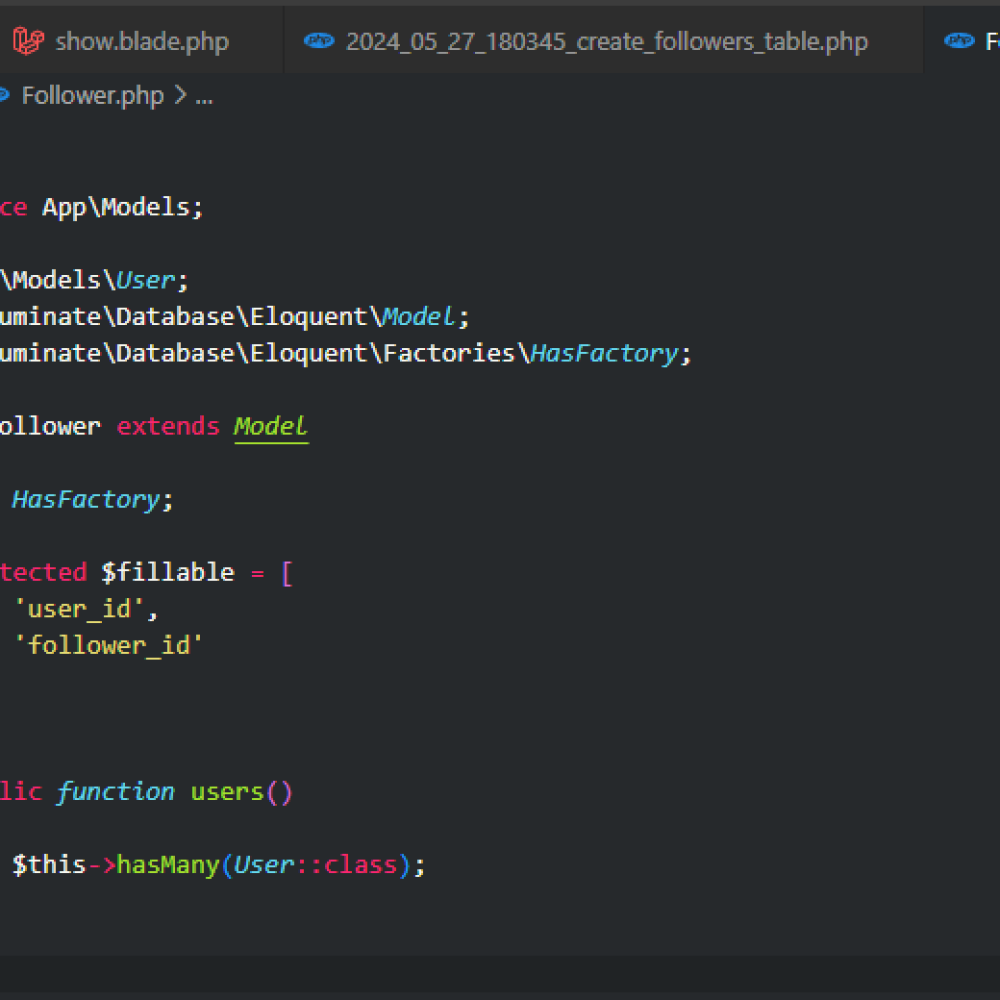 show.blade.php 2024_05_27_180345_create_followers_table.php F
Follower.php > ...
ce App\Models;
\Models\User;
uminate\Database\Eloquent\Model;
uminate\Database\Eloquent\Factories\HasFactory;
ollower extends Model
HasFactory;
tected $fillable = [
'user_id',
'follower_id'
lic function users()
$this->hasMany(User::class);